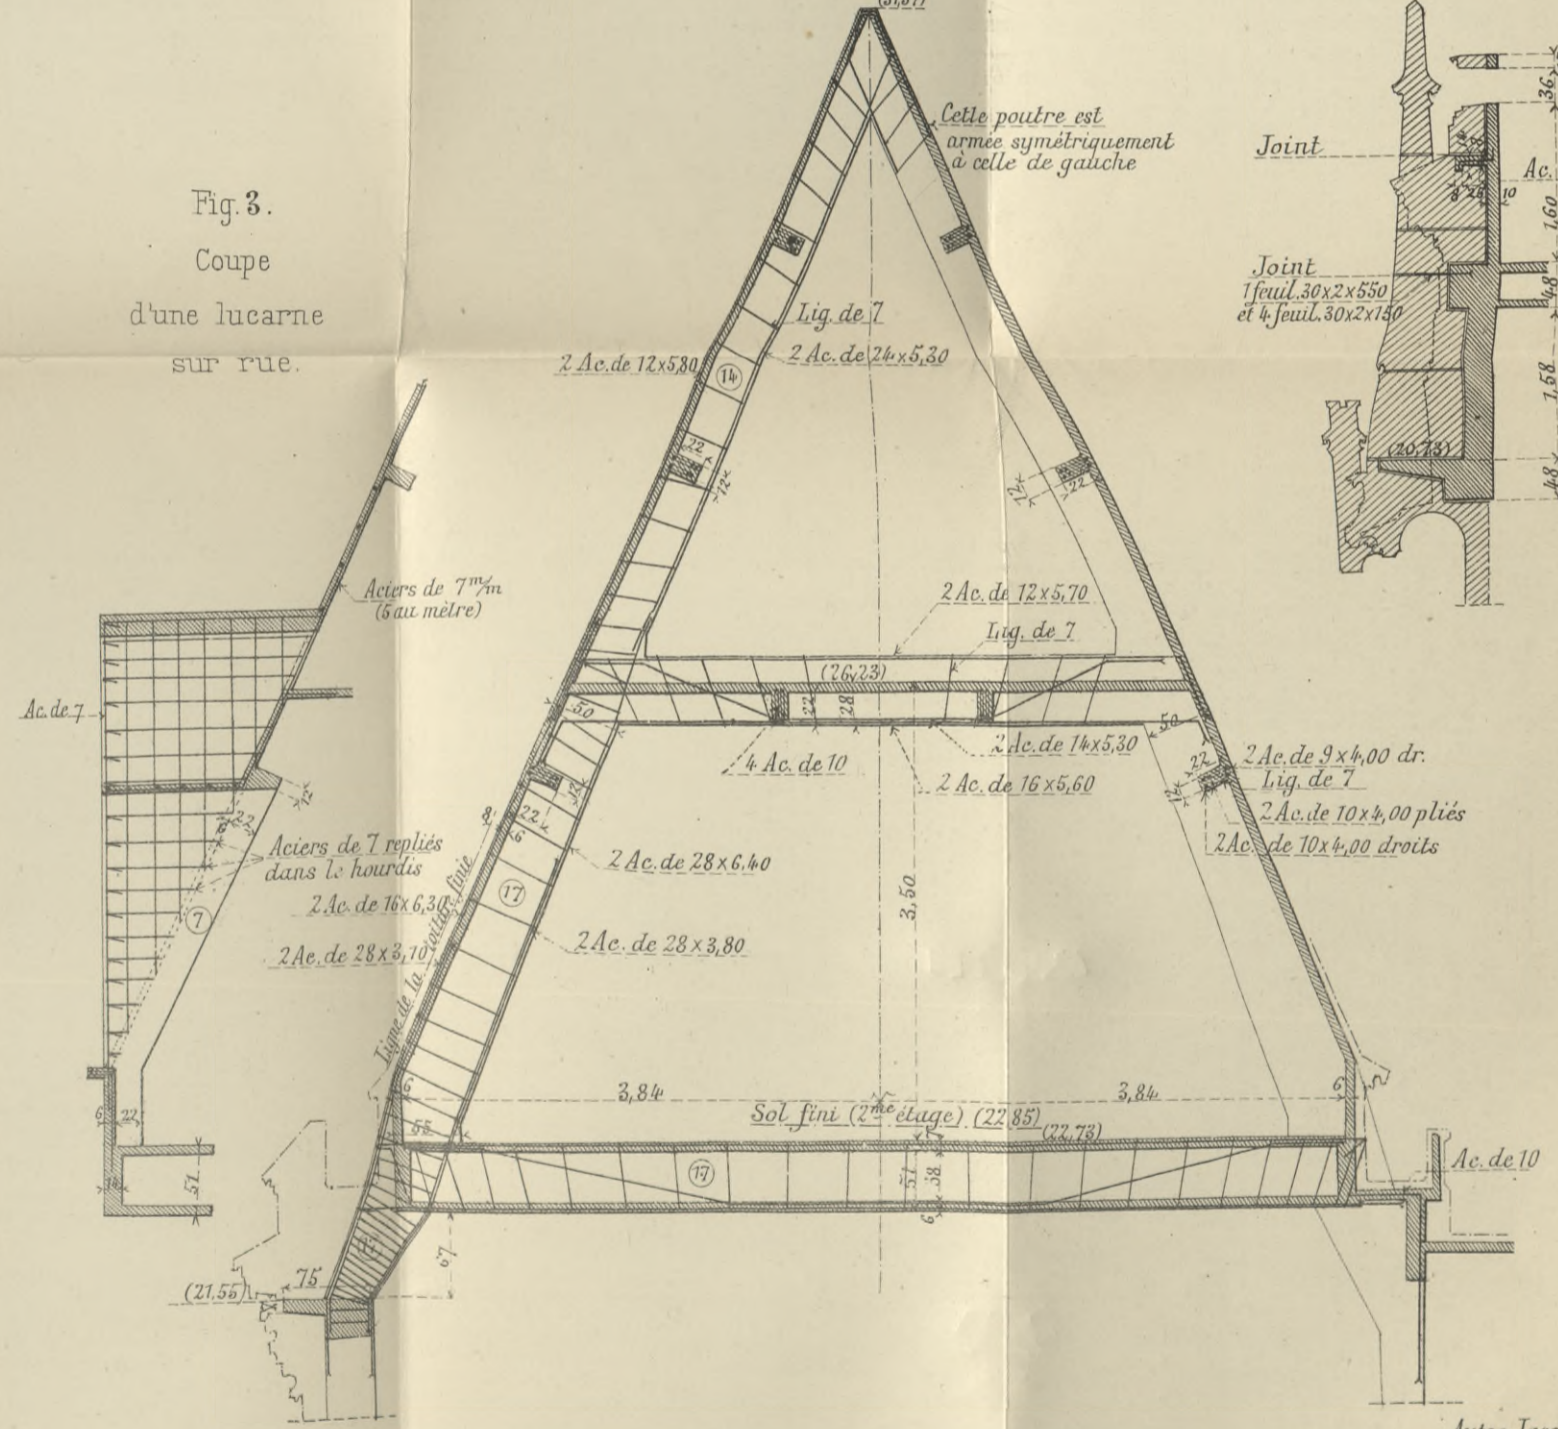 (31,57)
Cette poutre est
armée symétriquement
à celle de gauche
Fig. 3.
Coupe
d'une lucarne
sur rue.
Lig. de 7
2 Ac. de 12x5,80
2 Ac. de 24x5,30
14
22
12
12
22
Joint
36
Ac.
8
10
1,60
Joint
1 feuil. 30x2x550
et 4 feuil. 30x2x150
48
1,58
(20,73)
48
Aciers de 7 m/m
(5 au mètre)
2 Ac. de 12x5,70
Lig. de 7
(26,23)
Ac. de 7
50
22
28
50
4 Ac. de 10
2 Ac. de 14x5,30
2 Ac. de 16x5,60
22
12
2 Ac. de 9x4,00 dr.
Lig. de 7
2 Ac. de 10x4,00 pliés
2 Ac. de 10x4,00 droits
12
22
6
12
22
8
6
Aciers de 7 repliés
dans le hourdis
2 Ac. de 28x6,40
2 Ac. de 16x6,30
7
17
3,50
2 Ac. de 28x3,10
2 Ac. de 28x3,80
Ligne de la toiture finie
6
3,84
3,84
6
Sol fini (2me étage) (22,85)
(22,73)
6
22
55
51
17
51
38
6
Ac. de 10
67
75
(21,55)